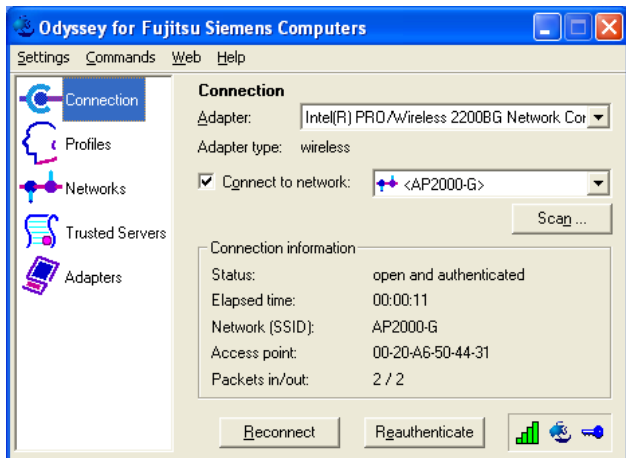 Odyssey for Fujitsu Siemens Computers
Settings Commands Web Help
Connection
Profiles
Networks
Trusted Servers
Adapters
Connection
Adapter: Intel(R) PRO/Wireless 2200BG Network Cor
Adapter type: wireless
Connect to network: <AP2000-G>
Scan ...
Connection information
Status: open and authenticated
Elapsed time: 00:00:11
Network (SSID): AP2000-G
Access point: 00-20-A6-50-44-31
Packets in/out: 2 / 2
Reconnect Reauthenticate